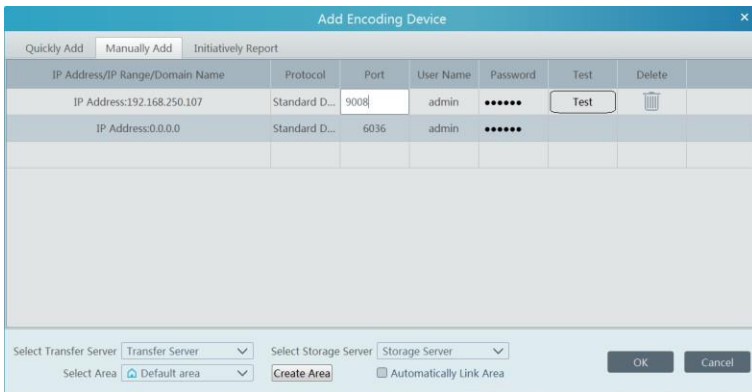 Add Encoding Device
Quickly Add Manually Add Initiatively Report
IP Address/IP Range/Domain Name Protocol Port User Name Password Test Delete
IP Address:192.168.250.107 Standard D... 9008 admin ●●●●●● Test
IP Address:0.0.0.0 Standard D... 6036 admin ●●●●●●
Select Transfer Server Transfer Server Select Storage Server Storage Server
Select Area Default area Create Area Automatically Link Area OK Cancel